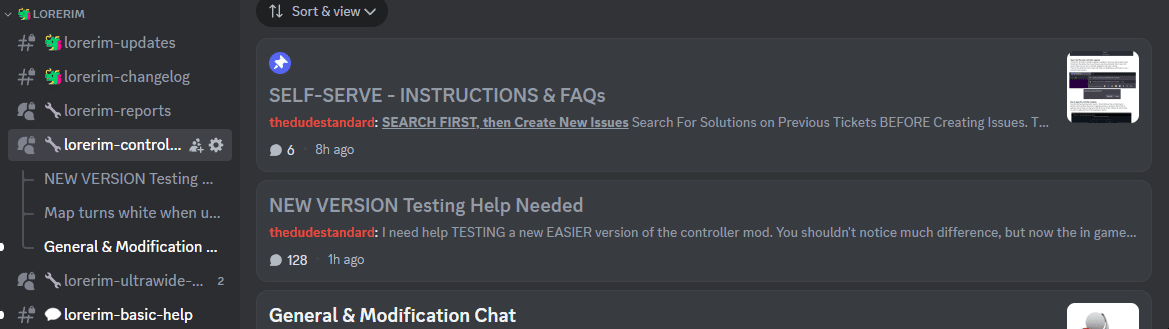 LORERIM
lorerim-updates
lorerim-changelog
lorerim-reports
lorerim-control...
NEW VERSION Testing ...
Map turns white when u...
General & Modification ...
lorerim-ultrawide-... 2
lorerim-basic-help
Sort & view
SELF-SERVE - INSTRUCTIONS & FAQs
thedudestandard: SEARCH FIRST, then Create New Issues Search For Solutions on Previous Tickets BEFORE Creating Issues. T...
6 · 8h ago
NEW VERSION Testing Help Needed
thedudestandard: I need help TESTING a new EASIER version of the controller mod. You shouldn't notice much difference, but now the in game...
128 · 1h ago
General & Modification Chat